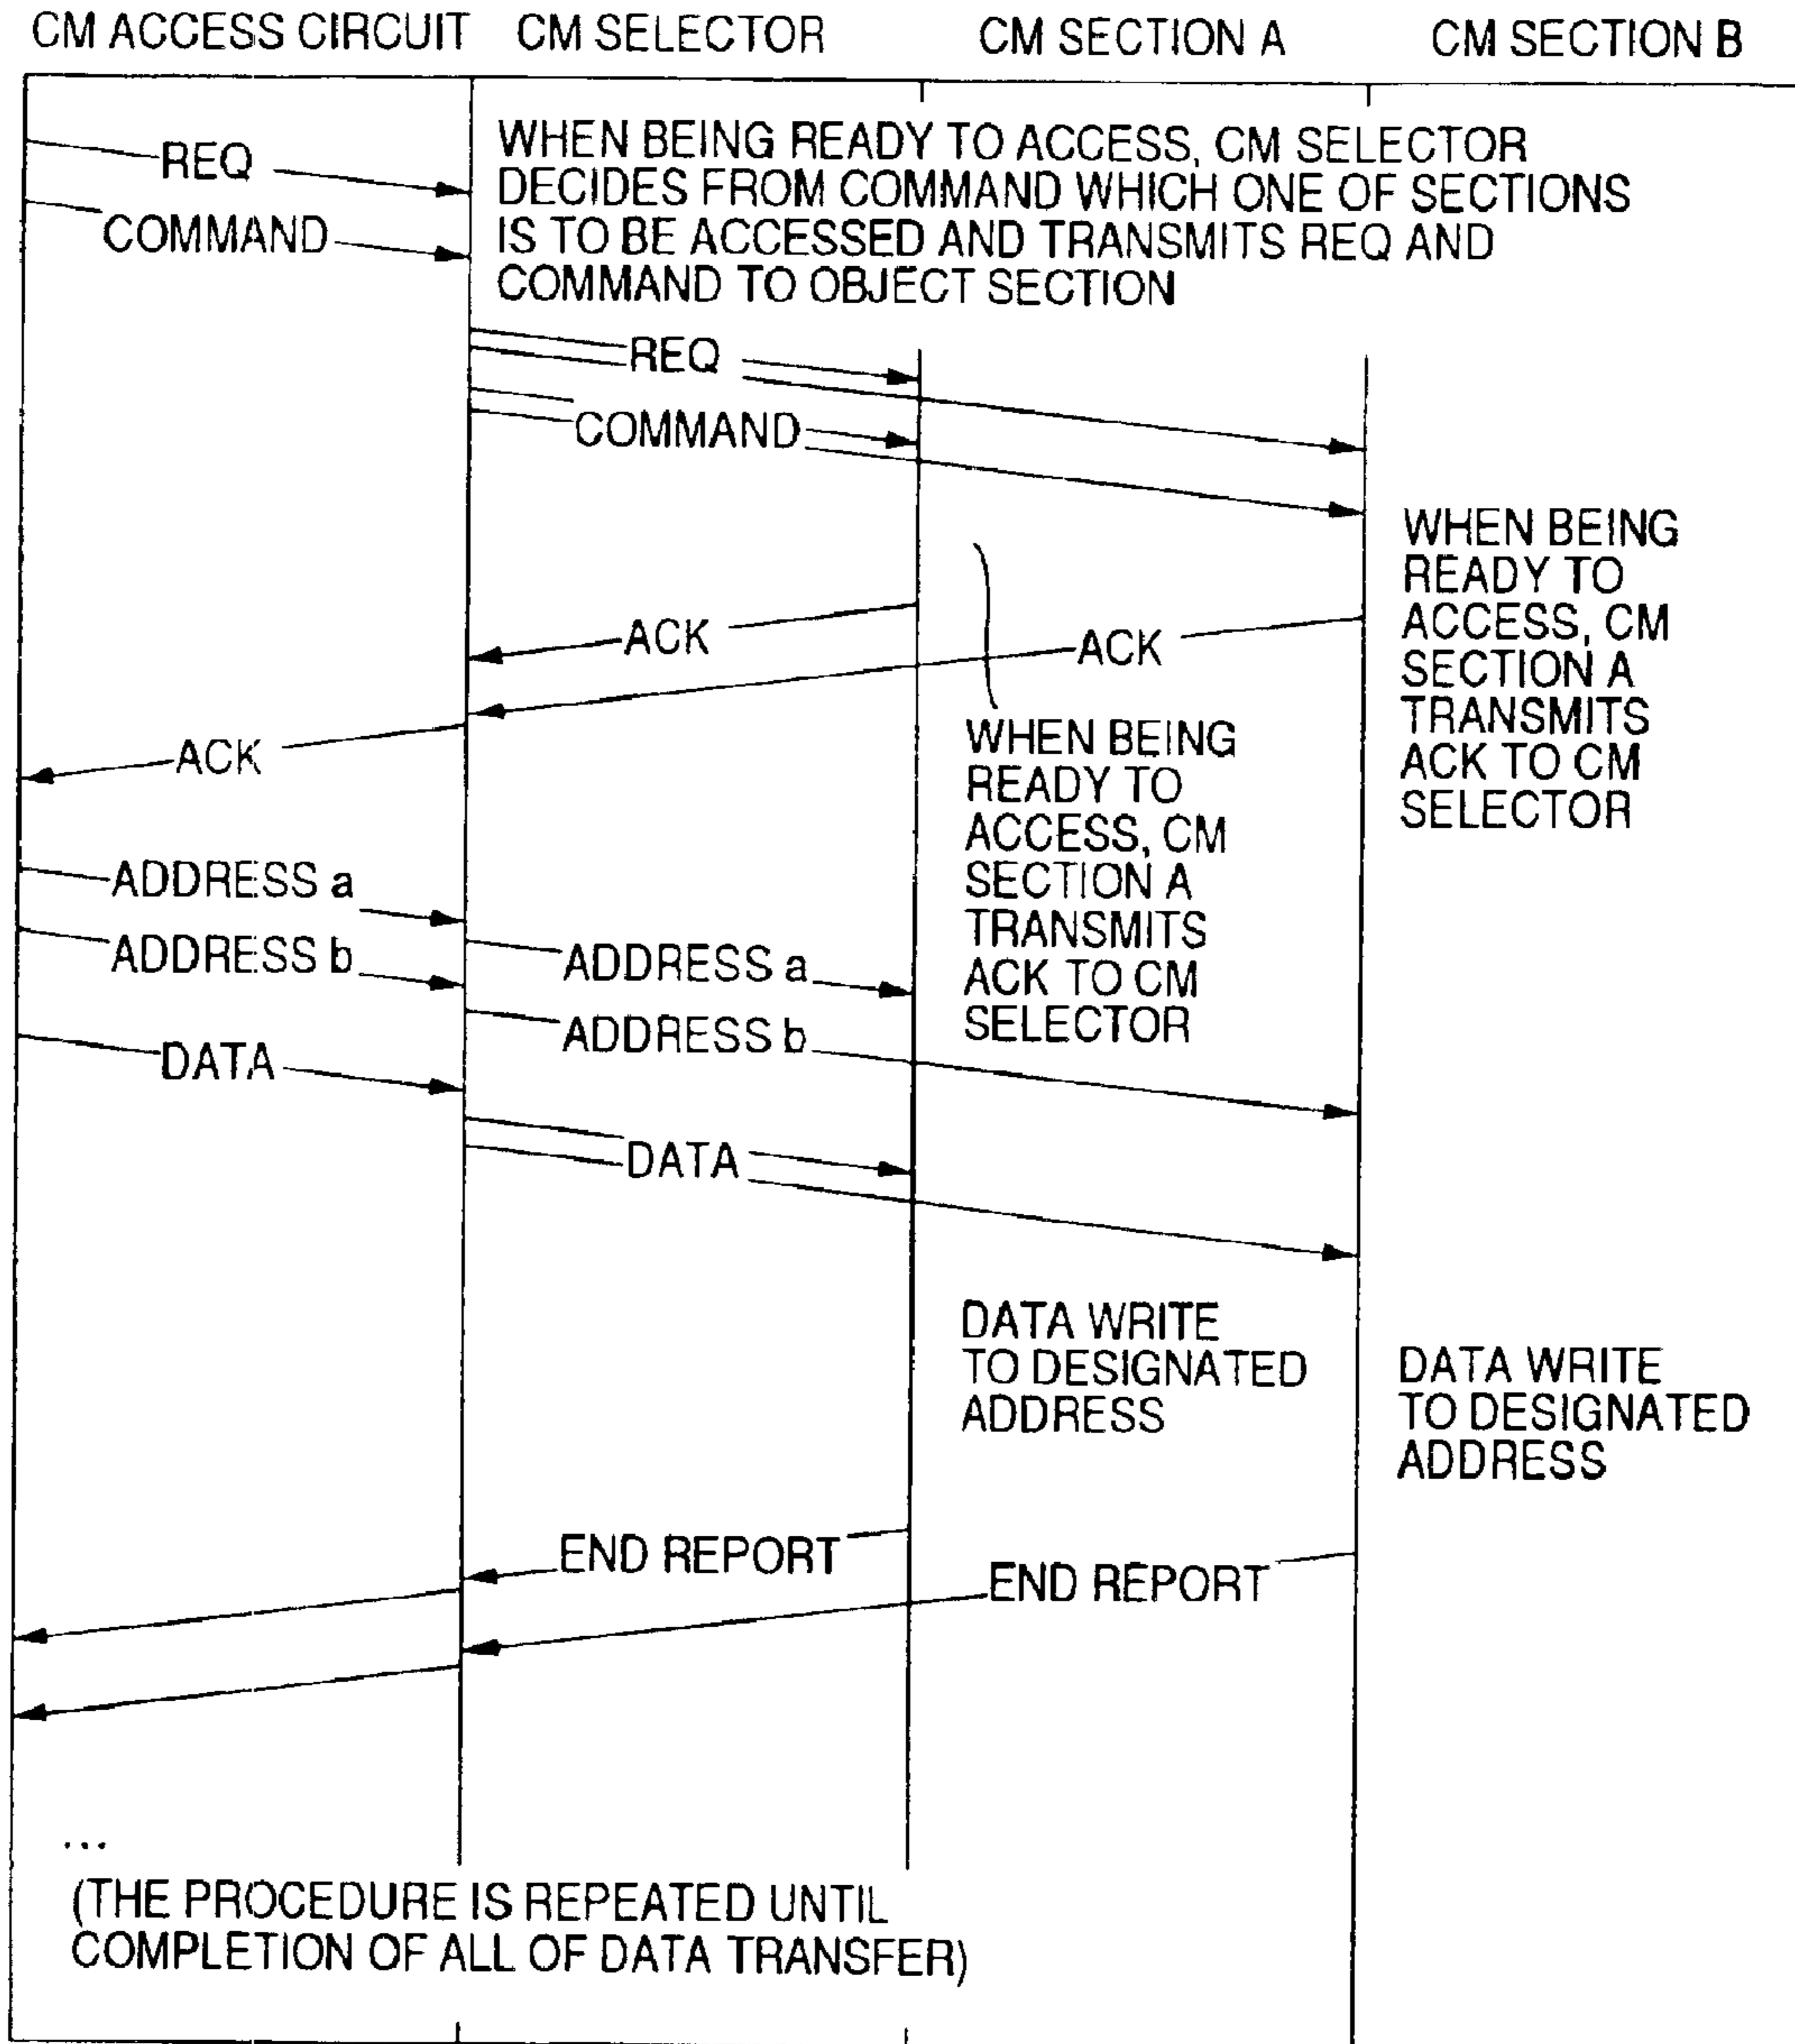 CM ACCESS CIRCUIT
CM SELECTOR
CM SECTION A
CM SECTION B
REQ
COMMAND
WHEN BEING READY TO ACCESS, CM SELECTOR
DECIDES FROM COMMAND WHICH ONE OF SECTIONS
IS TO BE ACCESSED AND TRANSMITS REQ AND
COMMAND TO OBJECT SECTION
REQ
COMMAND
WHEN BEING
READY TO
ACCESS, CM
SECTION A
TRANSMITS
ACK TO CM
SELECTOR
ACK
ACK
ACK
WHEN BEING
READY TO
ACCESS, CM
SECTION A
TRANSMITS
ACK TO CM
SELECTOR
ADDRESS a
ADDRESS b
ADDRESS a
ADDRESS b
DATA
DATA
DATA WRITE
TO DESIGNATED
ADDRESS
DATA WRITE
TO DESIGNATED
ADDRESS
END REPORT
END REPORT
...
(THE PROCEDURE IS REPEATED UNTIL
COMPLETION OF ALL OF DATA TRANSFER)